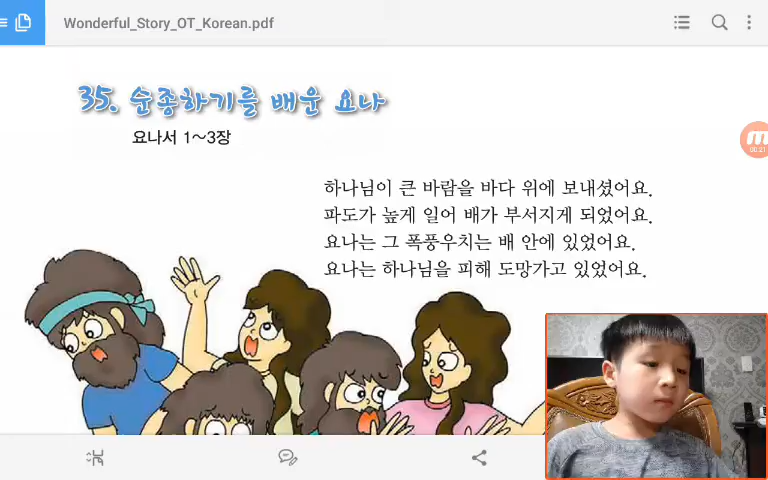 Wonderful_Story_OT_Korean.pdf
35. 순종하기를 배운 요나
요나서 1~3장
하나님이 큰 바람을 바다 위에 보내셨어요.
파도가 높게 일어 배가 부서지게 되었어요.
요나는 그 폭풍우치는 배 안에 있었어요.
요나는 하나님을 피해 도망가고 있었어요.
00:21